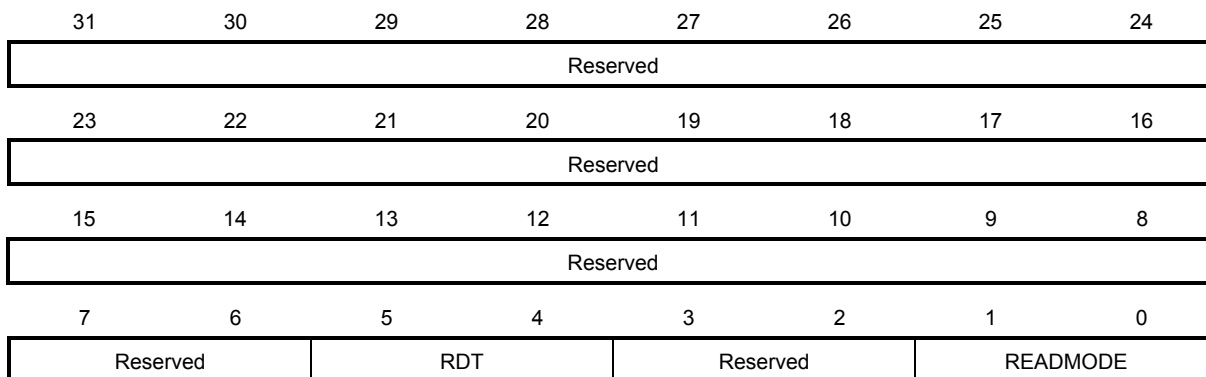 31 30 29 28 27 26 25 24
Reserved
23 22 21 20 19 18 17 16
Reserved
15 14 13 12 11 10 9 8
Reserved
7 6 5 4 3 2 1 0
Reserved RDT Reserved READMODE